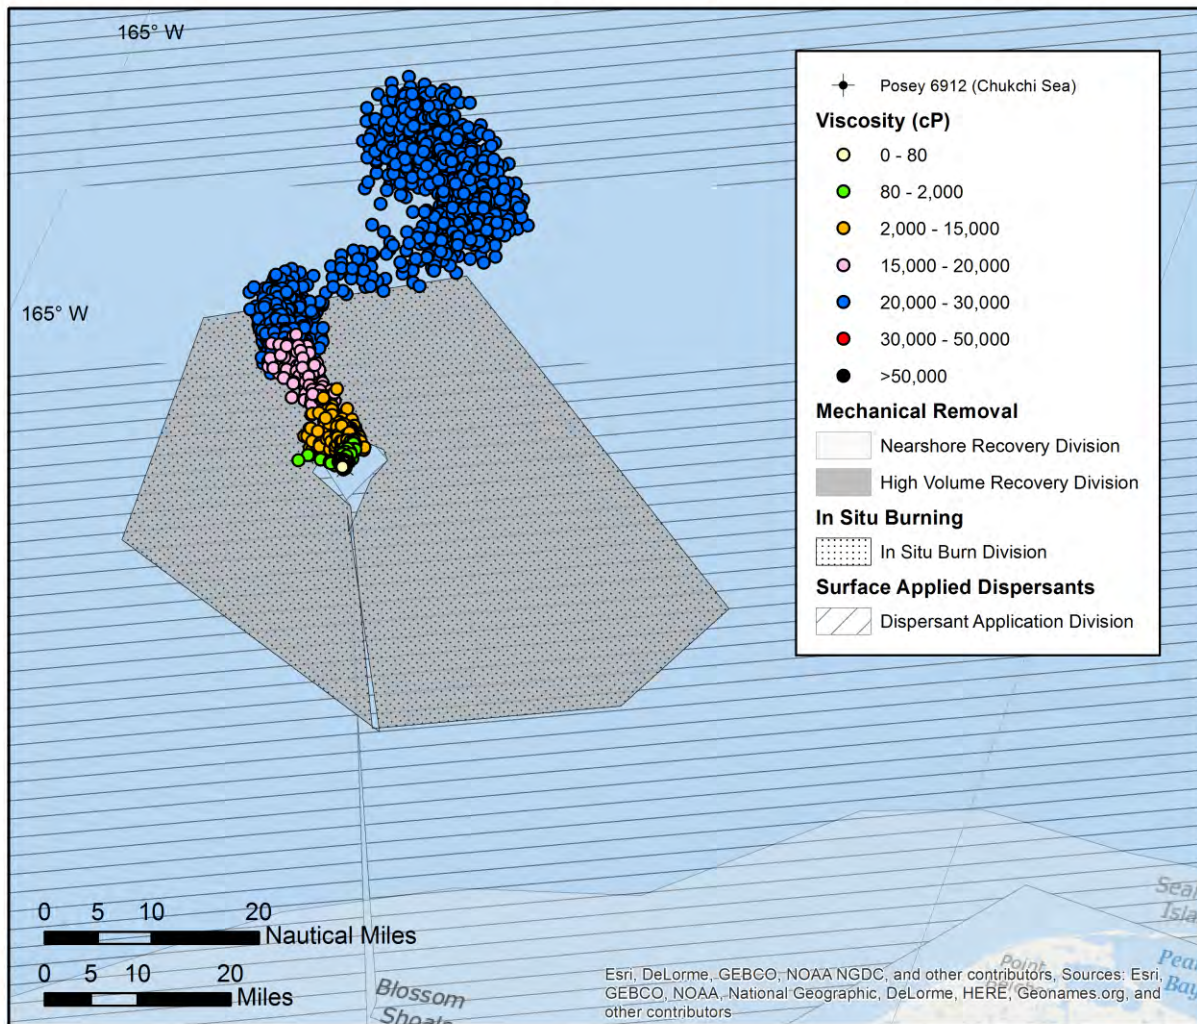 165° W
165° W
Posey 6912 (Chukchi Sea)
Viscosity (cP)
0 - 80
80 - 2,000
2,000 - 15,000
15,000 - 20,000
20,000 - 30,000
30,000 - 50,000
>50,000
Mechanical Removal
Nearshore Recovery Division
High Volume Recovery Division
In Situ Burning
In Situ Burn Division
Surface Applied Dispersants
Dispersant Application Division
0 5 10 20
Nautical Miles
0 5 10 20
Miles
Blossom
Point
Bay
Esri, DeLorme, GEBCO, NOAA NGDC, and other contributors, Sources: Esri,
GEBCO, NOAA, National Geographic, DeLorme, HERE, Geonames.org, and
other contributors